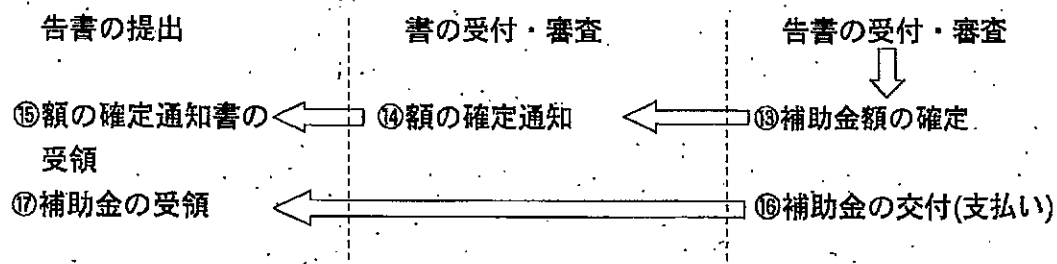 告書の提出 書の受付・審査 告書の受付・審査
⑮額の確定通知書の 受領 ⑭額の確定通知 ⑬補助金額の確定
⑰補助金の受領 ⑯補助金の交付(支払い)